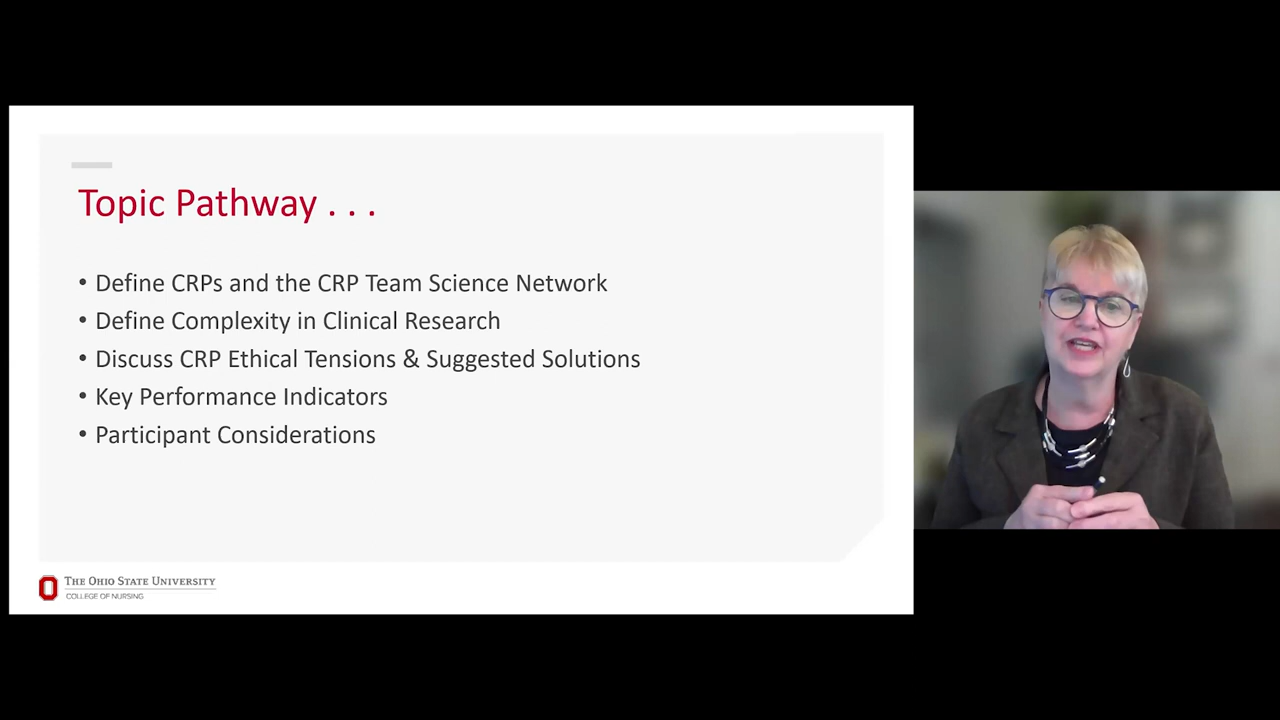 Topic Pathway . . .
• Define CRPs and the CRP Team Science Network
• Define Complexity in Clinical Research
• Discuss CRP Ethical Tensions & Suggested Solutions
• Key Performance Indicators
• Participant Considerations
THE OHIO STATE UNIVERSITY
COLLEGE OF NURSING